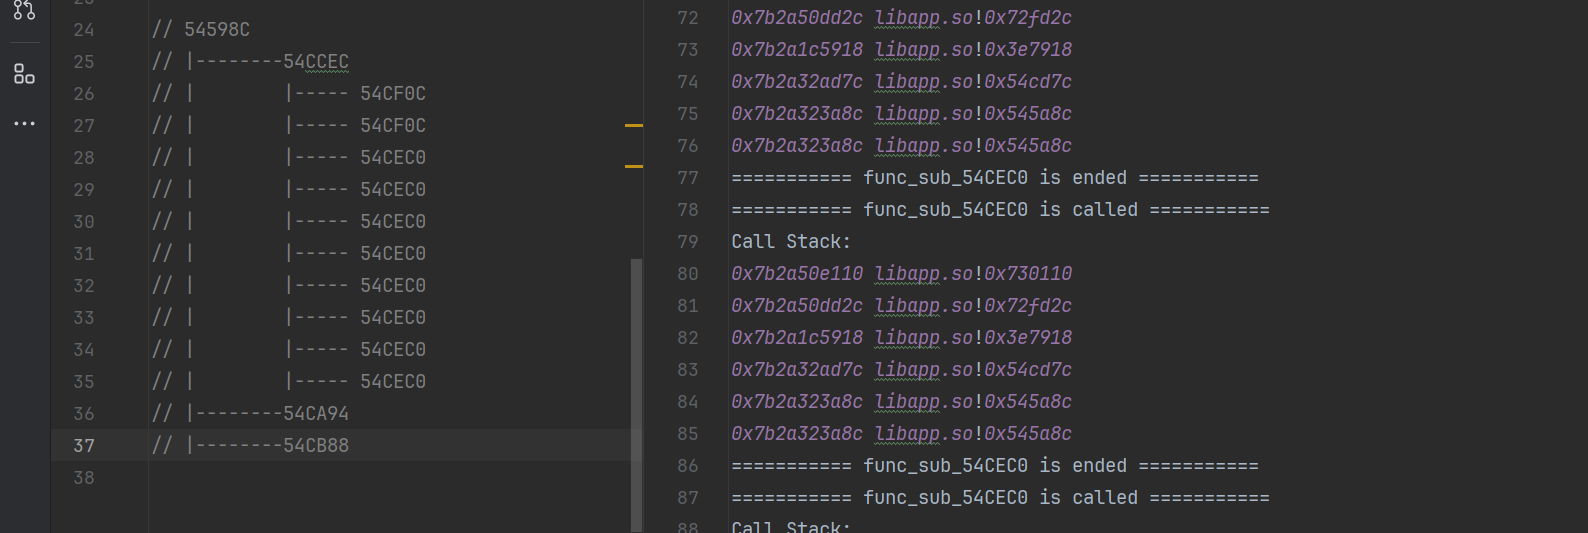 24 // 54598C
25 // |--------54CCEC
26 // |        |----- 54CF0C
27 // |        |----- 54CF0C
28 // |        |----- 54CEC0
29 // |        |----- 54CEC0
30 // |        |----- 54CEC0
31 // |        |----- 54CEC0
32 // |        |----- 54CEC0
33 // |        |----- 54CEC0
34 // |        |----- 54CEC0
35 // |        |----- 54CEC0
36 // |--------54CA94
37 // |--------54CB88
38
72 0x7b2a50dd2c libapp.so!0x72fd2c
73 0x7b2a1c5918 libapp.so!0x3e7918
74 0x7b2a32ad7c libapp.so!0x54cd7c
75 0x7b2a323a8c libapp.so!0x545a8c
76 0x7b2a323a8c libapp.so!0x545a8c
77 =========== func_sub_54CEC0 is ended ===========
78 =========== func_sub_54CEC0 is called ===========
79 Call Stack:
80 0x7b2a50e110 libapp.so!0x730110
81 0x7b2a50dd2c libapp.so!0x72fd2c
82 0x7b2a1c5918 libapp.so!0x3e7918
83 0x7b2a32ad7c libapp.so!0x54cd7c
84 0x7b2a323a8c libapp.so!0x545a8c
85 0x7b2a323a8c libapp.so!0x545a8c
86 =========== func_sub_54CEC0 is ended ===========
87 =========== func_sub_54CEC0 is called ===========
88 Call Stack: